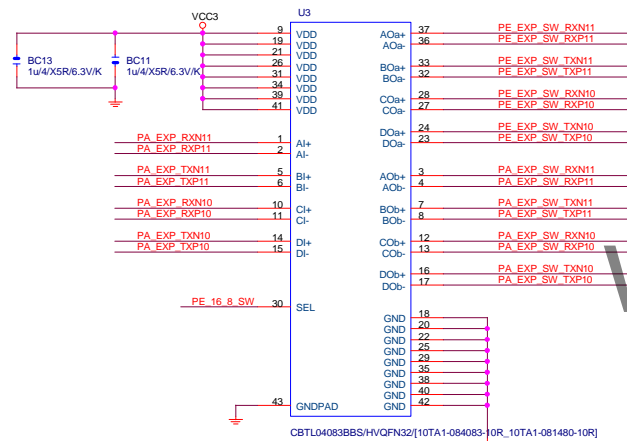 U3
VCC3
BC13
1u/4/X5R/6.3V/K
BC11
1u/4/X5R/6.3V/K
9 VDD
19 VDD
21 VDD
26 VDD
31 VDD
34 VDD
39 VDD
41 VDD
PA_EXP_RXN11 1 AI+
PA_EXP_RXP11 2 AI-
PA_EXP_TXN11 5 BI+
PA_EXP_TXP11 6 BI-
PA_EXP_RXN10 10 CI+
PA_EXP_RXP10 11 CI-
PA_EXP_TXN10 14 DI+
PA_EXP_TXP10 15 DI-
PE_16_8_SW 30 SEL
43 GNDPAD
AOa+ 37 PE_EXP_SW_RXN11
AOa- 36 PE_EXP_SW_RXP11
BOa+ 33 PE_EXP_SW_TXN11
BOa- 32 PE_EXP_SW_TXP11
COa+ 28 PE_EXP_SW_RXN10
COa- 27 PE_EXP_SW_RXP10
DOa+ 24 PE_EXP_SW_TXN10
DOa- 23 PE_EXP_SW_TXP10
AOb+ 3 PA_EXP_SW_RXN11
AOb- 4 PA_EXP_SW_RXP11
BOb+ 7 PA_EXP_SW_TXN11
BOb- 8 PA_EXP_SW_TXP11
COb+ 12 PA_EXP_SW_RXN10
COb- 13 PA_EXP_SW_RXP10
DOb+ 16 PA_EXP_SW_TXN10
DOb- 17 PA_EXP_SW_TXP10
GND 18
GND 20
GND 22
GND 25
GND 29
GND 35
GND 38
GND 40
GND 42
CBTL04083BBS/HVQFN32/[10TA1-084083-10R_10TA1-081480-10R]